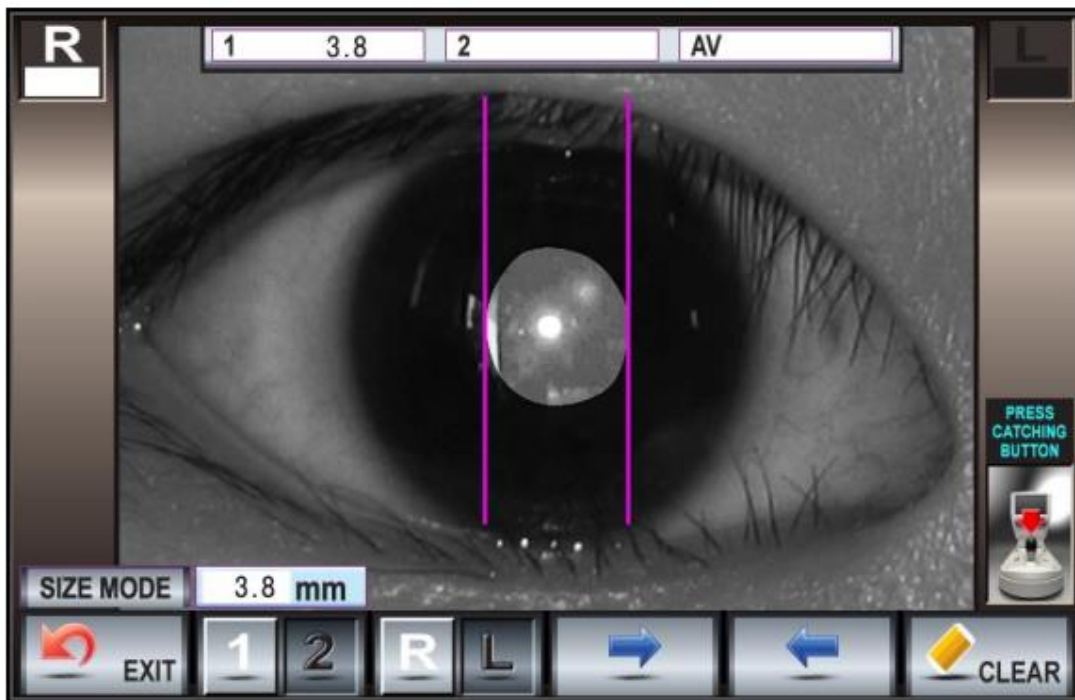 R
1 3.8 2 AV
L
PRESS
CATCHING
BUTTON
SIZE MODE 3.8 mm
EXIT 1 2 R L CLEAR